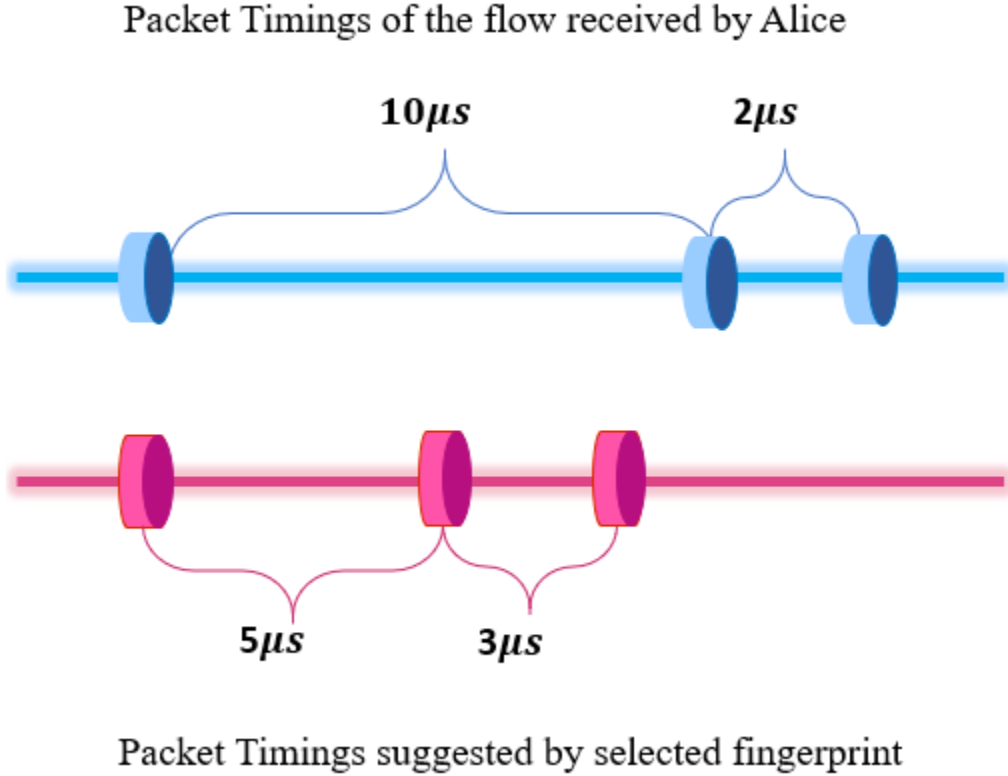 Packet Timings of the flow received by Alice
10μs 2μs
5μs 3μs
Packet Timings suggested by selected fingerprint